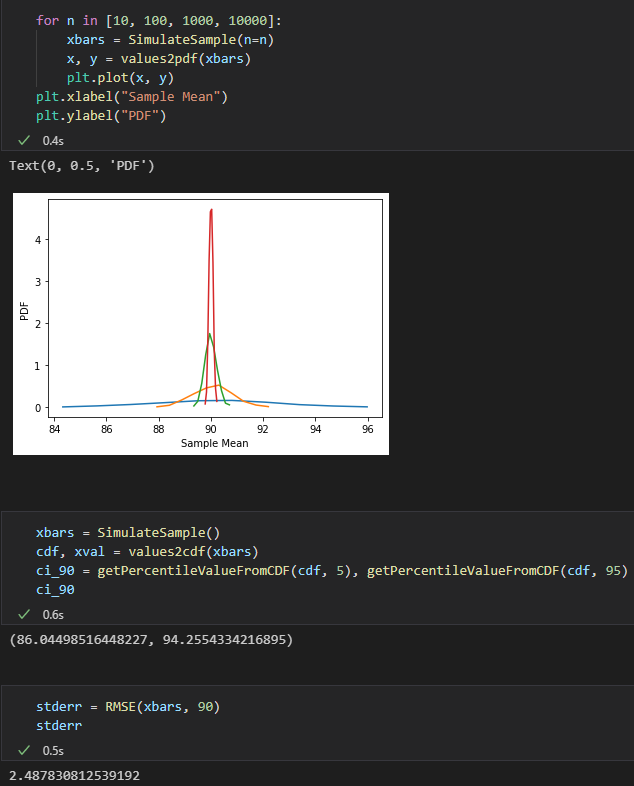 for n in [10, 100, 1000, 10000]:
    xbars = SimulateSample(n=n)
    x, y = values2pdf(xbars)
    plt.plot(x, y)
plt.xlabel("Sample Mean")
plt.ylabel("PDF")
0.4s
Text(0, 0.5, 'PDF')
4
3
2
1
0
PDF
84 86 88 90 92 94 96
Sample Mean
xbars = SimulateSample()
cdf, xval = values2cdf(xbars)
ci_90 = getPercentileValueFromCDF(cdf, 5), getPercentileValueFromCDF(cdf, 95)
ci_90
0.6s
(86.04498516448227, 94.2554334216895)
stderr = RMSE(xbars, 90)
stderr
0.5s
2.487830812539192